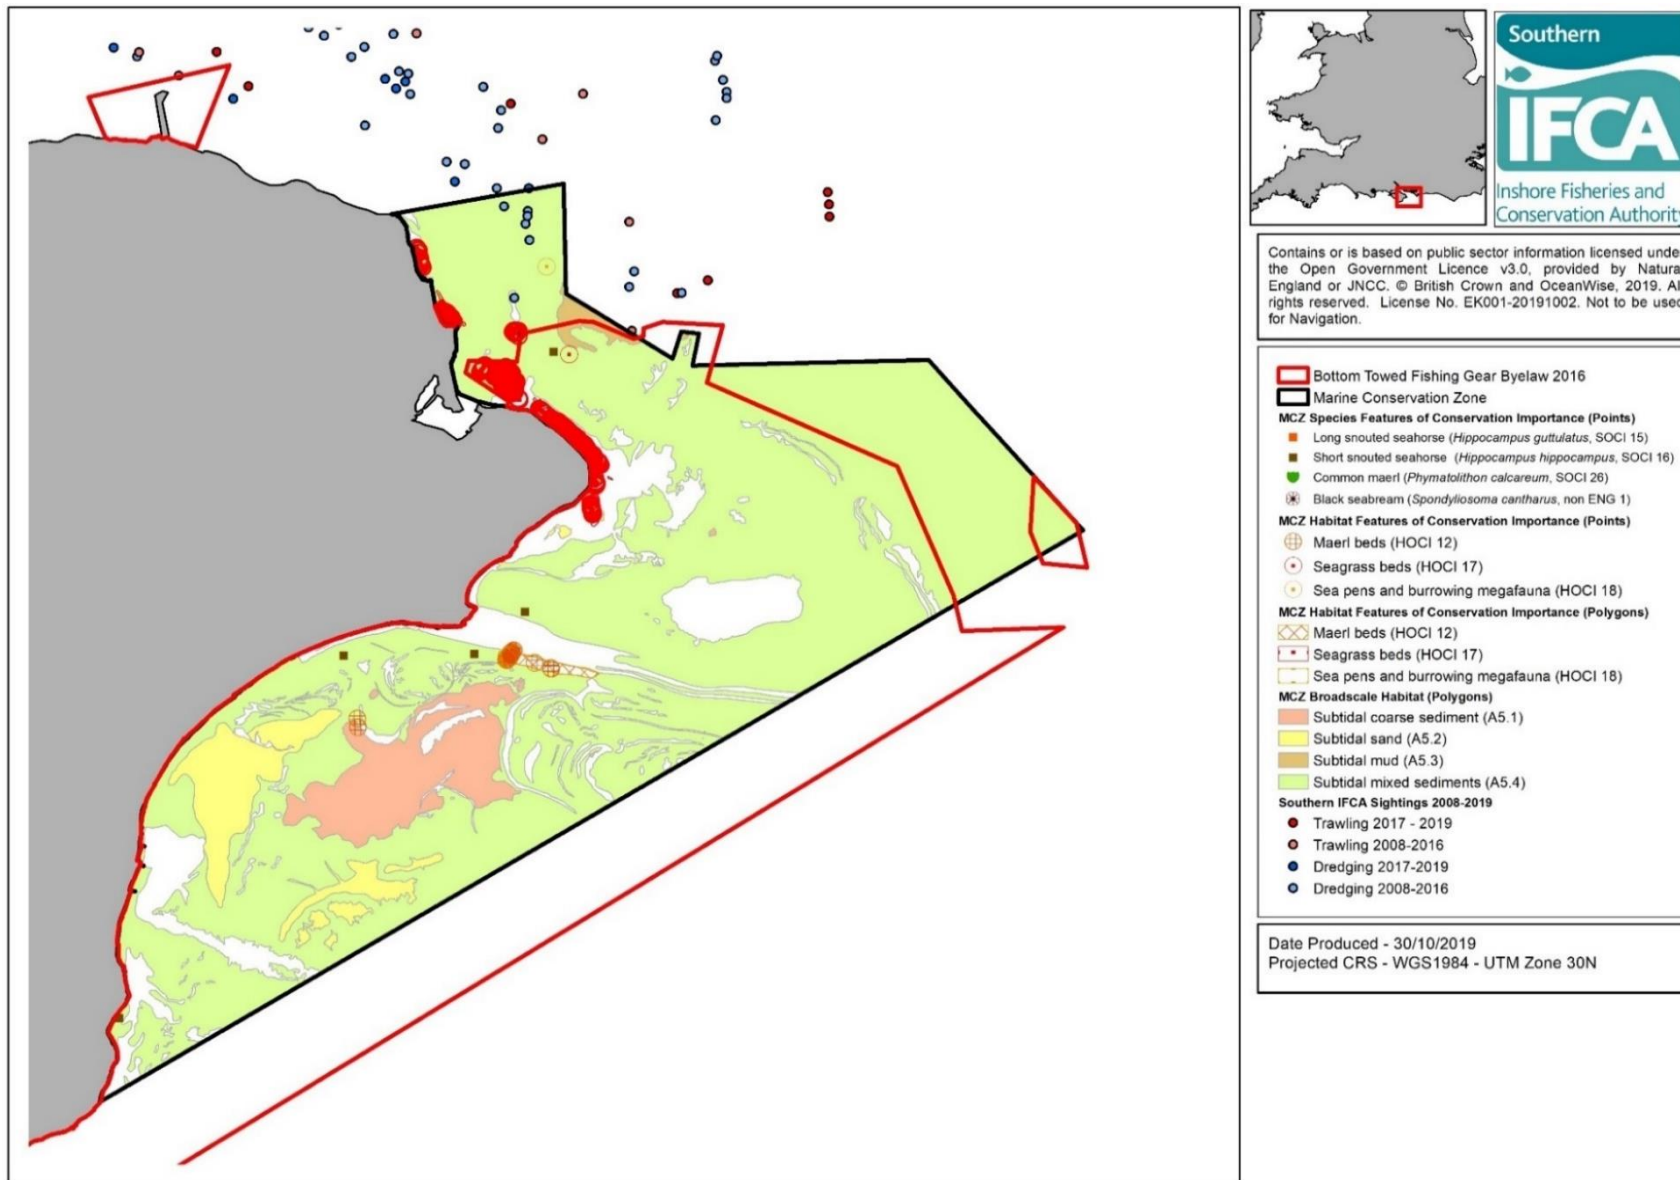 Southern
IFCA
Inshore Fisheries and
Conservation Authority
Contains or is based on public sector information licensed unde
the Open Government Licence v3.0, provided by Natura
England or JNCC. © British Crown and OceanWise, 2019. Al
rights reserved. License No. EK001-20191002. Not to be used
for Navigation.
Bottom Towed Fishing Gear Byelaw 2016
Marine Conservation Zone
MCZ Species Features of Conservation Importance (Points)
Long snouted seahorse (Hippocampus guttulatus, SOCI 15)
Short snouted seahorse (Hippocampus hippocampus, SOCI 16)
Common maerl (Phymatolithon calcareum, SOCI 26)
Black seabream (Spondyliosoma cantharus, non ENG 1)
MCZ Habitat Features of Conservation Importance (Points)
Maerl beds (HOCI 12)
Seagrass beds (HOCI 17)
Sea pens and burrowing megafauna (HOCI 18)
MCZ Habitat Features of Conservation Importance (Polygons)
Maerl beds (HOCI 12)
Seagrass beds (HOCI 17)
Sea pens and burrowing megafauna (HOCI 18)
MCZ Broadscale Habitat (Polygons)
Subtidal coarse sediment (A5.1)
Subtidal sand (A5.2)
Subtidal mud (A5.3)
Subtidal mixed sediments (A5.4)
Southern IFCA Sightings 2008-2019
Trawling 2017 - 2019
Trawling 2008-2016
Dredging 2017-2019
Dredging 2008-2016
Date Produced - 30/10/2019
Projected CRS - WGS1984 - UTM Zone 30N